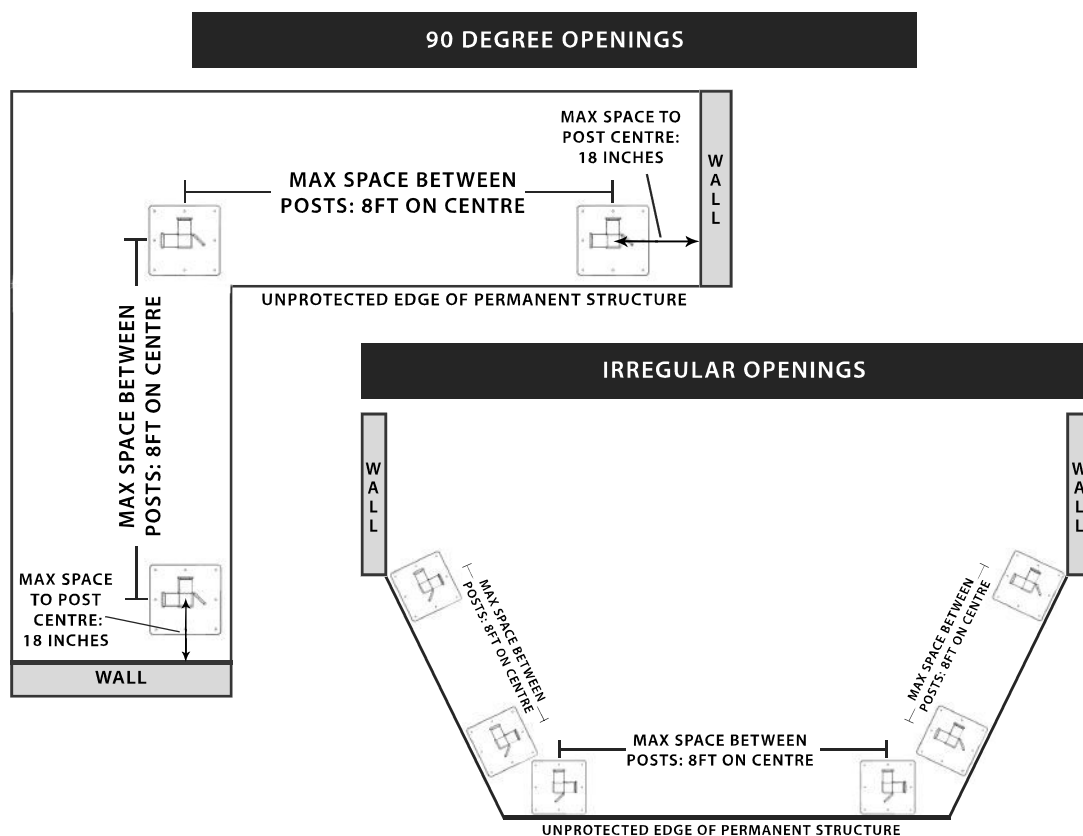 90 DEGREE OPENINGS
MAX SPACE TO
POST CENTRE:
18 INCHES
WALL
MAX SPACE BETWEEN
POSTS: 8FT ON CENTRE
UNPROTECTED EDGE OF PERMANENT STRUCTURE
MAX SPACE BETWEEN
POSTS: 8FT ON CENTRE
MAX SPACE
TO POST
CENTRE:
18 INCHES
WALL
IRREGULAR OPENINGS
WALL
WALL
MAX SPACE BETWEEN
POSTS: 8FT ON CENTRE
MAX SPACE BETWEEN
POSTS: 8FT ON CENTRE
MAX SPACE BETWEEN
POSTS: 8FT ON CENTRE
UNPROTECTED EDGE OF PERMANENT STRUCTURE